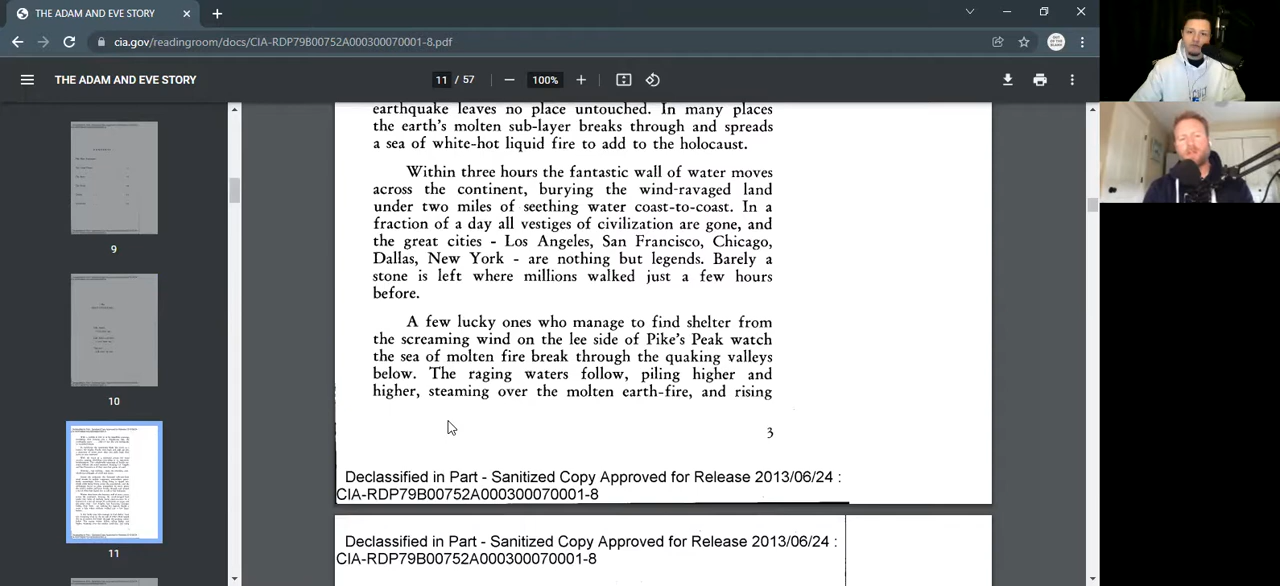 THE ADAM AND EVE STORY
cia.gov/readingroom/docs/CIA-RDP79B00752A000300070001-8.pdf
THE ADAM AND EVE STORY
11 / 57
100%
9
10
11
earthquake leaves no place untouched. In many places
the earth's molten sub-layer breaks through and spreads
a sea of white-hot liquid fire to add to the holocaust.
Within three hours the fantastic wall of water moves
across the continent, burying the wind-ravaged land
under two miles of seething water coast-to-coast. In a
fraction of a day all vestiges of civilization are gone, and
the great cities - Los Angeles, San Francisco, Chicago,
Dallas, New York - are nothing but legends. Barely a
stone is left where millions walked just a few hours
before.
A few lucky ones who manage to find shelter from
the screaming wind on the lee side of Pike's Peak watch
the sea of molten fire break through the quaking valleys
below. The raging waters follow, piling higher and
higher, steaming over the molten earth-fire, and rising
3
Declassified in Part - Sanitized Copy Approved for Release 2013/06/24 :
CIA-RDP79B00752A000300070001-8
Declassified in Part - Sanitized Copy Approved for Release 2013/06/24 :
CIA-RDP79B00752A000300070001-8